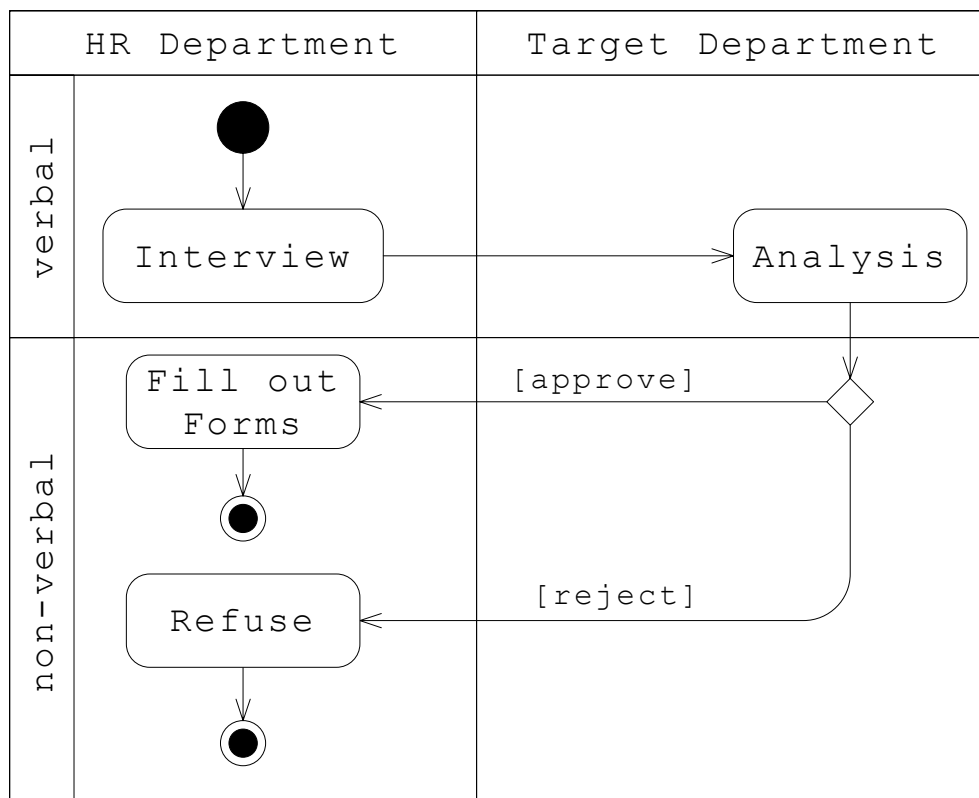 HR Department
Target Department
verbal
Interview
Analysis
non-verbal
Fill out
Forms
[approve]
Refuse
[reject]